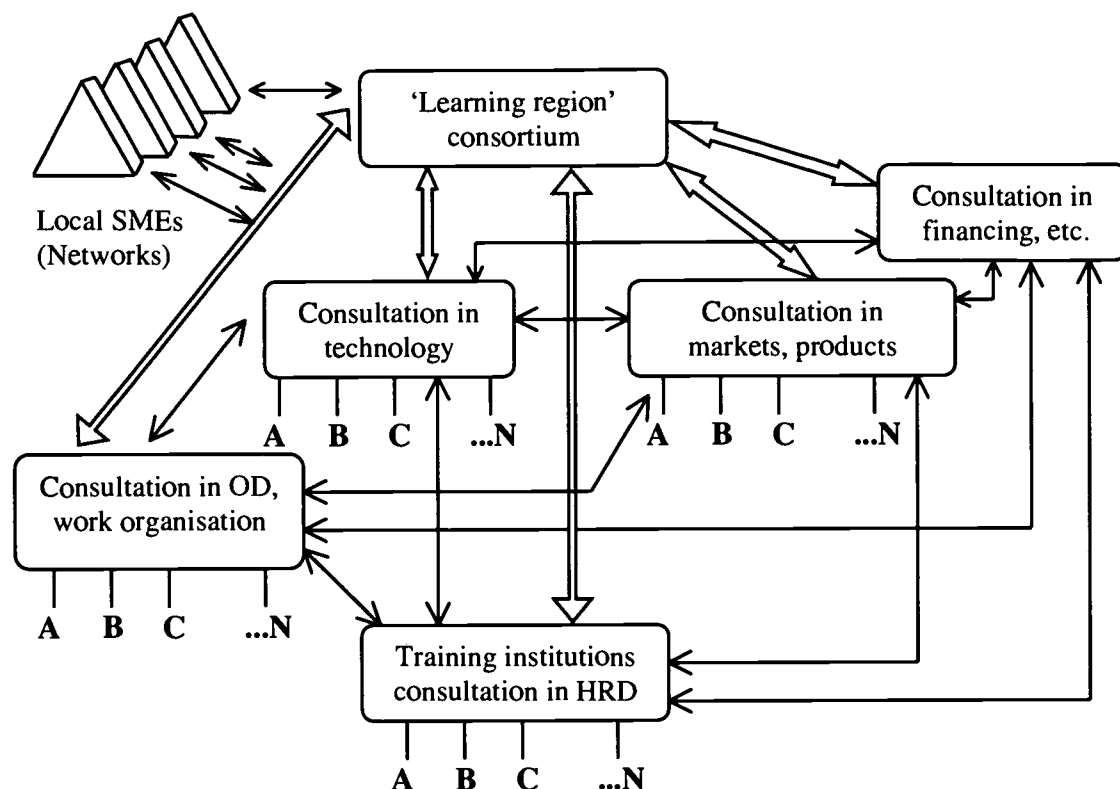 'Learning region'
consortium
Local SMEs
(Networks)
Consultation in
financing, etc.
Consultation in
technology
A B C ...N
Consultation in
markets, products
A B C ...N
Consultation in OD,
work organisation
A B C ...N
Training institutions
consultation in HRD
A B C ...N